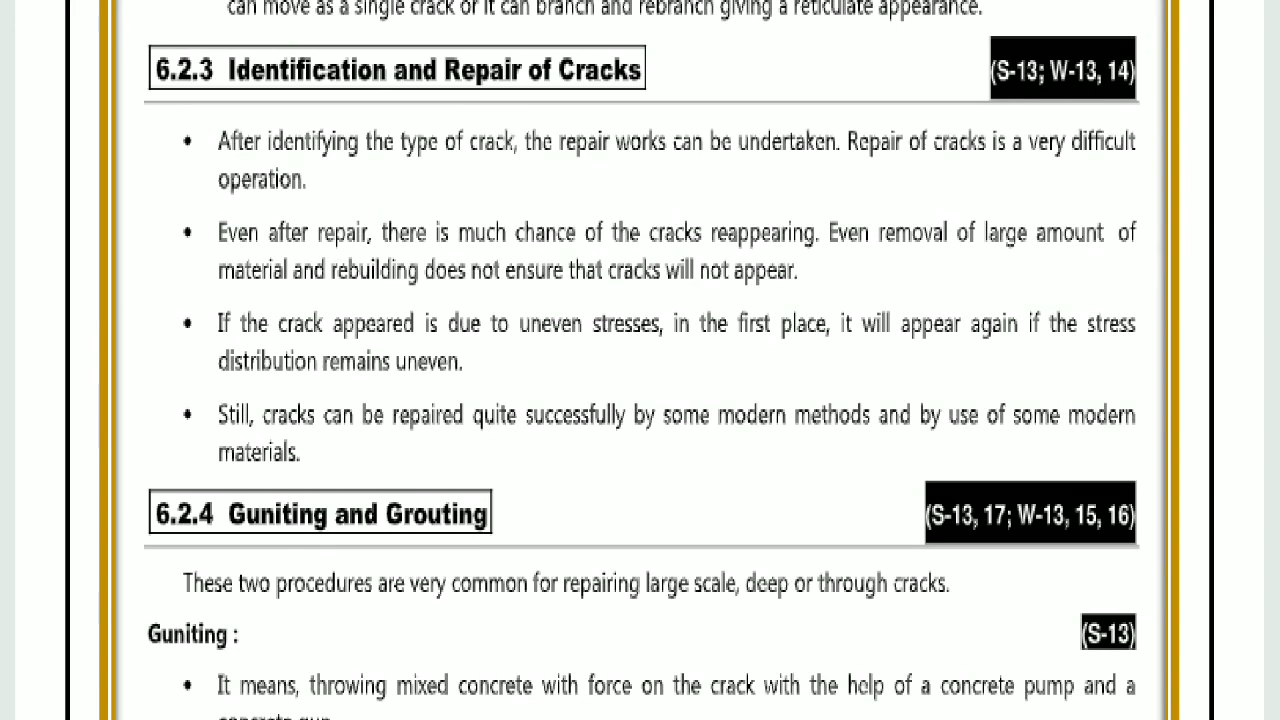 can move as a single crack or it can branch and rebranch giving a reticulate appearance.
6.2.3 Identification and Repair of Cracks (S-13; W-13, 14)
• After identifying the type of crack, the repair works can be undertaken. Repair of cracks is a very difficult
operation.
• Even after repair, there is much chance of the cracks reappearing. Even removal of large amount of
material and rebuilding does not ensure that cracks will not appear.
• If the crack appeared is due to uneven stresses, in the first place, it will appear again if the stress
distribution remains uneven.
• Still, cracks can be repaired quite successfully by some modern methods and by use of some modern
materials.
6.2.4 Guniting and Grouting (S-13, 17; W-13, 15, 16)
These two procedures are very common for repairing large scale, deep or through cracks.
Guniting : (S-13)
• It means, throwing mixed concrete with force on the crack with the help of a concrete pump and a
concrete gun.